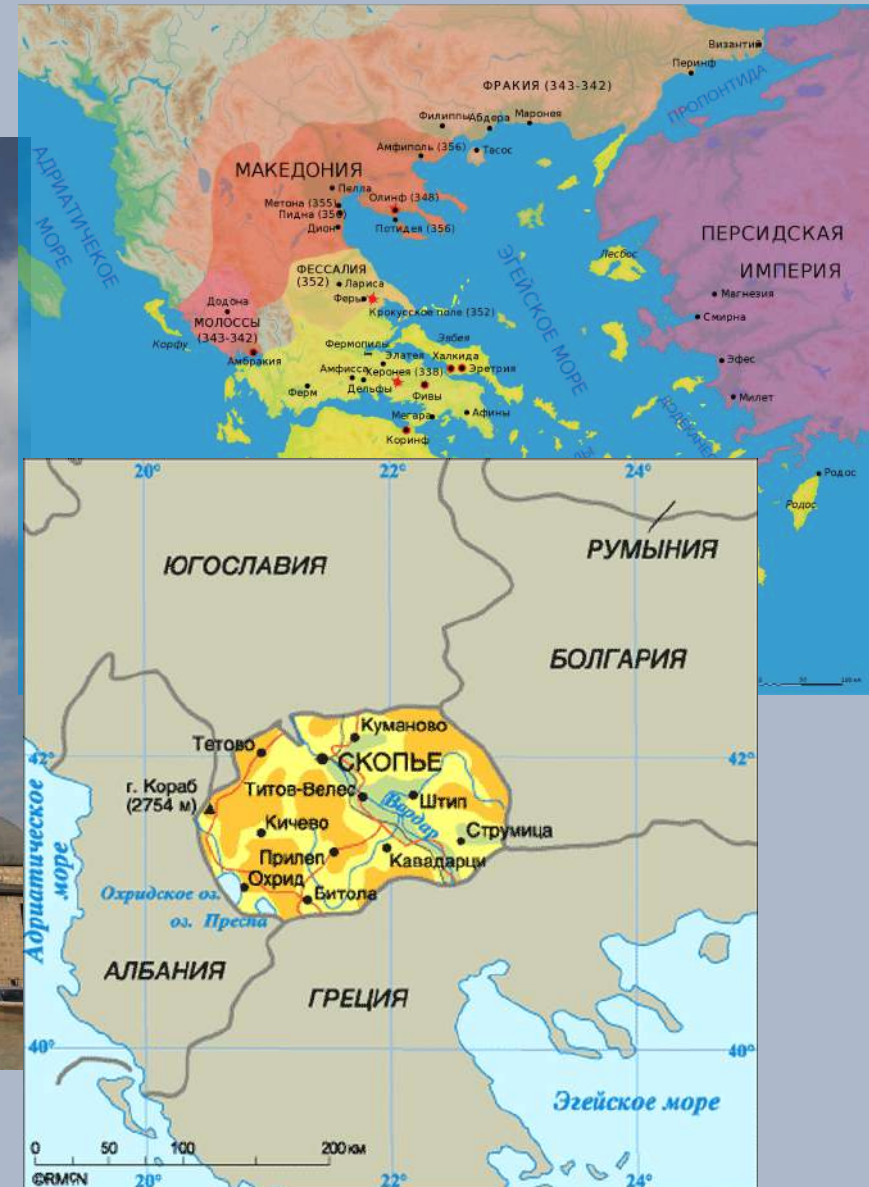 Византий
Перинф
ФРАКИЯ (343-342)
ПРОПОНТИДА
Филиппы
Абдера
Маронея
Амфиполь (356)
Тасос
АДРИАТИЧЕКОЕ
МОРЕ
МАКЕДОНИЯ
Пелла
Метона (355)
Олинф (348)
Пидна (356)
Дион
Потидея (356)
ЭГЕЙСКОЕ МОРЕ
ПЕРСИДСКАЯ
ИМПЕРИЯ
Лесбос
ФЕССАЛИЯ
(352)
Лариса
Феры
Магнезия
Додона
Крокусское поле (352)
Смирна
МОЛОССЫ
(343-342)
Корфу
Фермопилы
Эвбея
Амбракия
Элатея
Халкида
Амфисса
Херонея (338)
Эретрия
Эфес
Ферм
Дельфы
Фивы
Милет
Мегара
Афины
Коринф
Родос
Родос
20°
22°
24°
ЮГОСЛАВИЯ
РУМЫНИЯ
БОЛГАРИЯ
Куманово
Тетово
СКОПЬЕ
42°
42°
г. Кораб
(2754 м)
Титов-Велес
Штип
Вардар
Кичево
Струмица
Прилеп
Кавадарци
Охрид
Охридское оз.
Битола
оз. Преспа
Адриатическое
море
АЛБАНИЯ
ГРЕЦИЯ
40°
40°
Эгейское море
0 100 200 км
20°
22°
24°